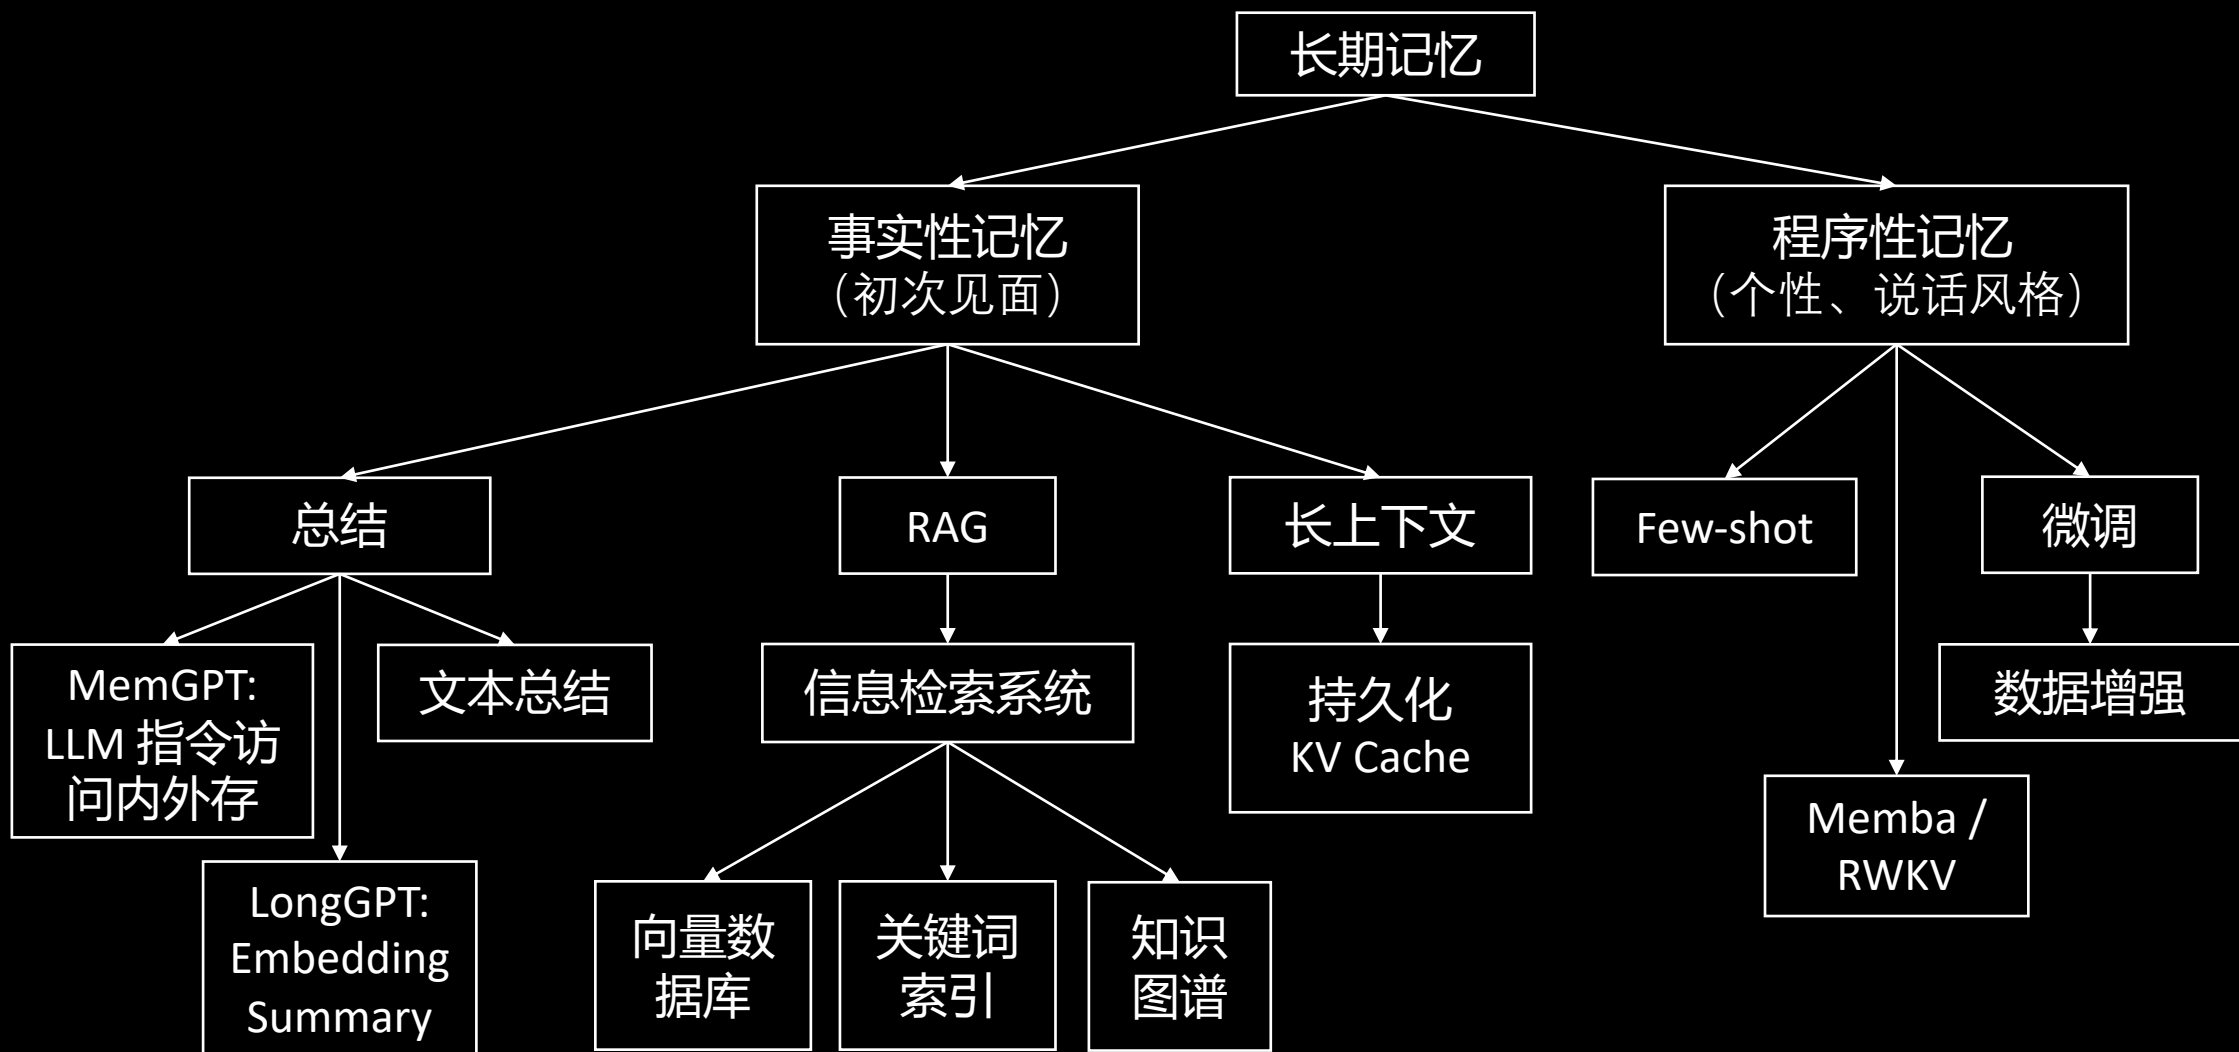 长期记忆
事实性记忆
（初次见面）
程序性记忆
（个性、说话风格）
总结
RAG
长上下文
Few-shot
微调
MemGPT:
LLM 指令访
问内外存
文本总结
信息检索系统
持久化
KV Cache
数据增强
Memba /
RWKV
LongGPT:
Embedding
Summary
向量数
据库
关键词
索引
知识
图谱